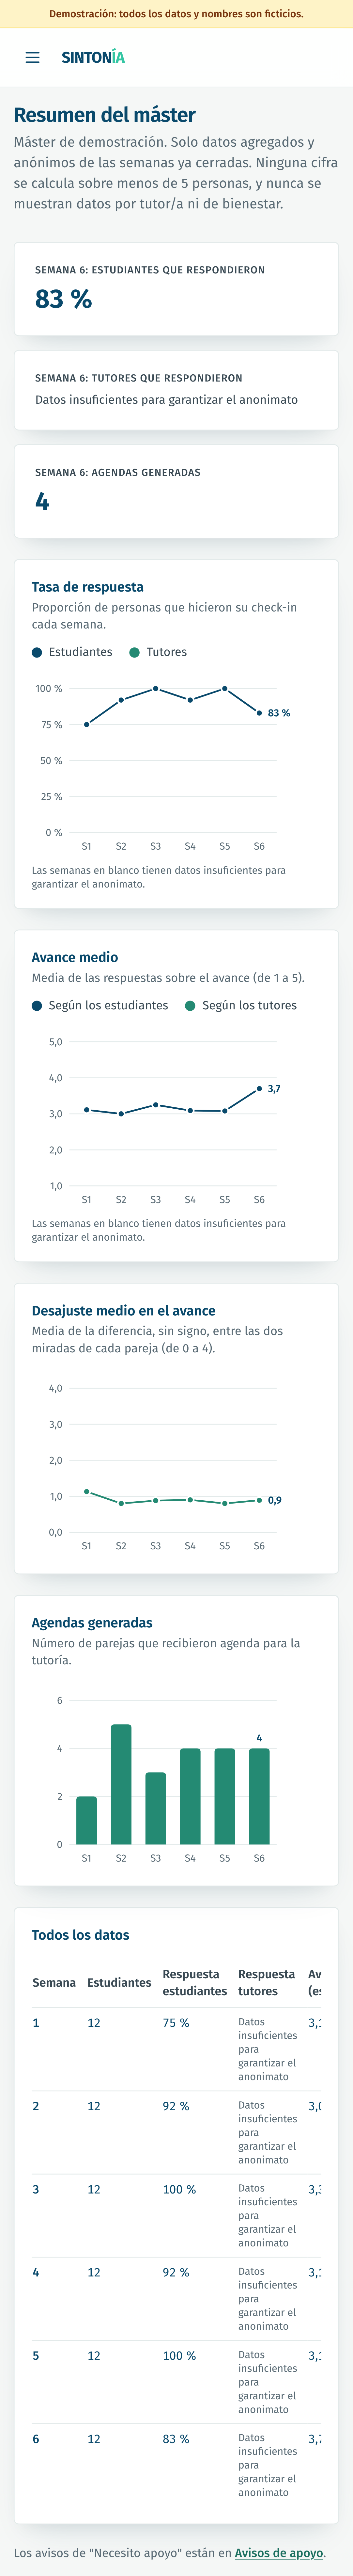 Demostración: todos los datos y nombres son ficticios.
SINTONÍA
Resumen del máster
Máster de demostración. Solo datos agregados y
anónimos de las semanas ya cerradas. Ninguna cifra
se calcula sobre menos de 5 personas, y nunca se
muestran datos por tutor/a ni de bienestar.
SEMANA 6: ESTUDIANTES QUE RESPONDIERON
83 %
SEMANA 6: TUTORES QUE RESPONDIERON
Datos insuficientes para garantizar el anonimato
SEMANA 6: AGENDAS GENERADAS
4
Tasa de respuesta
Proporción de personas que hicieron su check-in
cada semana.
Estudiantes Tutores
100 %
75 %
50 %
25 %
0 %
83 %
S1 S2 S3 S4 S5 S6
Las semanas en blanco tienen datos insuficientes para
garantizar el anonimato.
Avance medio
Media de las respuestas sobre el avance (de 1 a 5).
Según los estudiantes Según los tutores
5,0
4,0
3,7
3,0
2,0
1,0
S1 S2 S3 S4 S5 S6
Las semanas en blanco tienen datos insuficientes para
garantizar el anonimato.
Desajuste medio en el avance
Media de la diferencia, sin signo, entre las dos
miradas de cada pareja (de 0 a 4).
4,0
3,0
2,0
1,0
0,9
0,0
S1 S2 S3 S4 S5 S6
Agendas generadas
Número de parejas que recibieron agenda para la
tutoría.
6
4
4
2
0
S1 S2 S3 S4 S5 S6
Todos los datos
Semana Estudiantes Respuesta estudiantes Respuesta tutores
1 12 75 % Datos insuficientes para garantizar el anonimato
2 12 92 % Datos insuficientes para garantizar el anonimato
3 12 100 % Datos insuficientes para garantizar el anonimato
4 12 92 % Datos insuficientes para garantizar el anonimato
5 12 100 % Datos insuficientes para garantizar el anonimato
6 12 83 % Datos insuficientes para garantizar el anonimato
Los avisos de "Necesito apoyo" están en Avisos de apoyo.